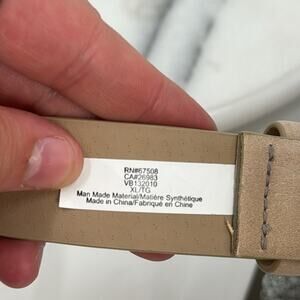 RN#67508
CA#26983
VB132010
XL/TG
Man Made Material/Matière Synthétique
Made in China/Fabriqué en Chine